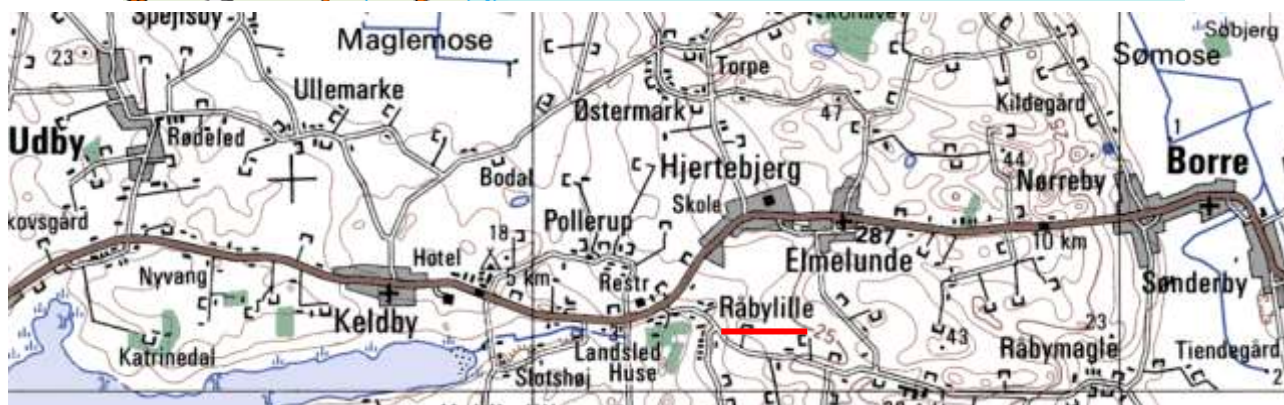 Spejlsby
Maglemose
Søbjerg
Sømose
23
Torpe
Ullemarke
Østermark
47
Kildegård
1
Rødeled
Udby
Hjertebjerg
44
Borre
Bodal
Nørreby
Skole
Pollerup
kovsgård
18
287
10 km
Hotel
Elmelunde
Nyvang
5 km
Restr
Sønderby
Råbylille
Keldby
25
23
43
Katrinedal
Landsled
Huse
Råbymagle
Tiendegård
Slotshøj
2